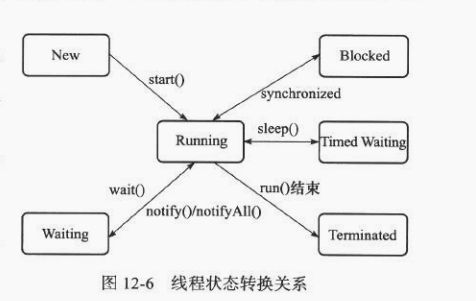 New
Blocked
start()
synchronized
Running
sleep()
Timed Waiting
wait()
run()结束
notify()/notifyAll()
Waiting
Terminated
图 12-6 线程状态转换关系